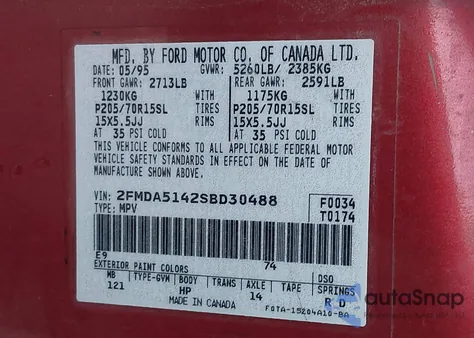 MFD. BY FORD MOTOR CO. OF CANADA LTD.
DATE: 05/95 GVWR: 5260LB/ 2385KG
FRONT GAWR: 2713LB REAR GAWR: 2591LB
1230KG WITH 1175KG WITH
P205/70R15SL TIRES P205/70R15SL TIRES
15X5.5JJ RIMS 15X5.5JJ RIMS
AT 35 PSI COLD AT 35 PSI COLD
THIS VEHICLE CONFORMS TO ALL APPLICABLE FEDERAL MOTOR
VEHICLE SAFETY STANDARDS IN EFFECT ON THE DATE OF
MANUFACTURE SHOWN ABOVE.
VIN: 2FMDA5142SBD30488 F0034
TYPE: MPV T0174
E9 74
EXTERIOR PAINT COLORS DSO
MB TYPE-GVM BODY TRANS AXLE TAPE SPRINGS
121 HP 14 R D
MADE IN CANADA F0TA-15204A10-BA
autoSnap